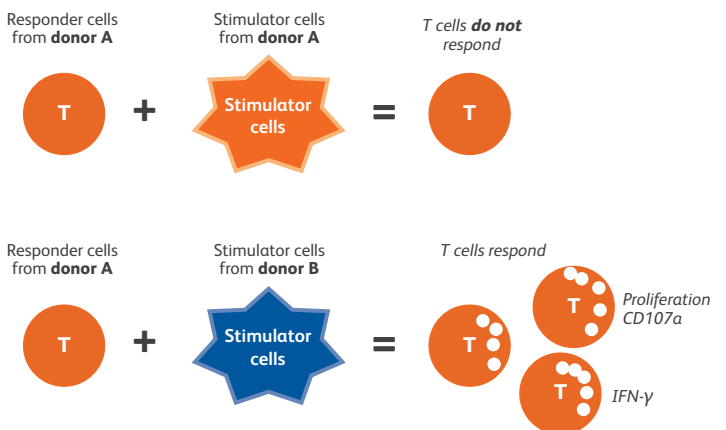 Responder cells
from donor A
Stimulator cells
from donor A
T cells do not
respond
T
+
Stimulator
cells
=
T
Responder cells
from donor A
Stimulator cells
from donor B
T cells respond
T
+
Stimulator
cells
=
T
T
T
Proliferation
CD107a
IFN-γ